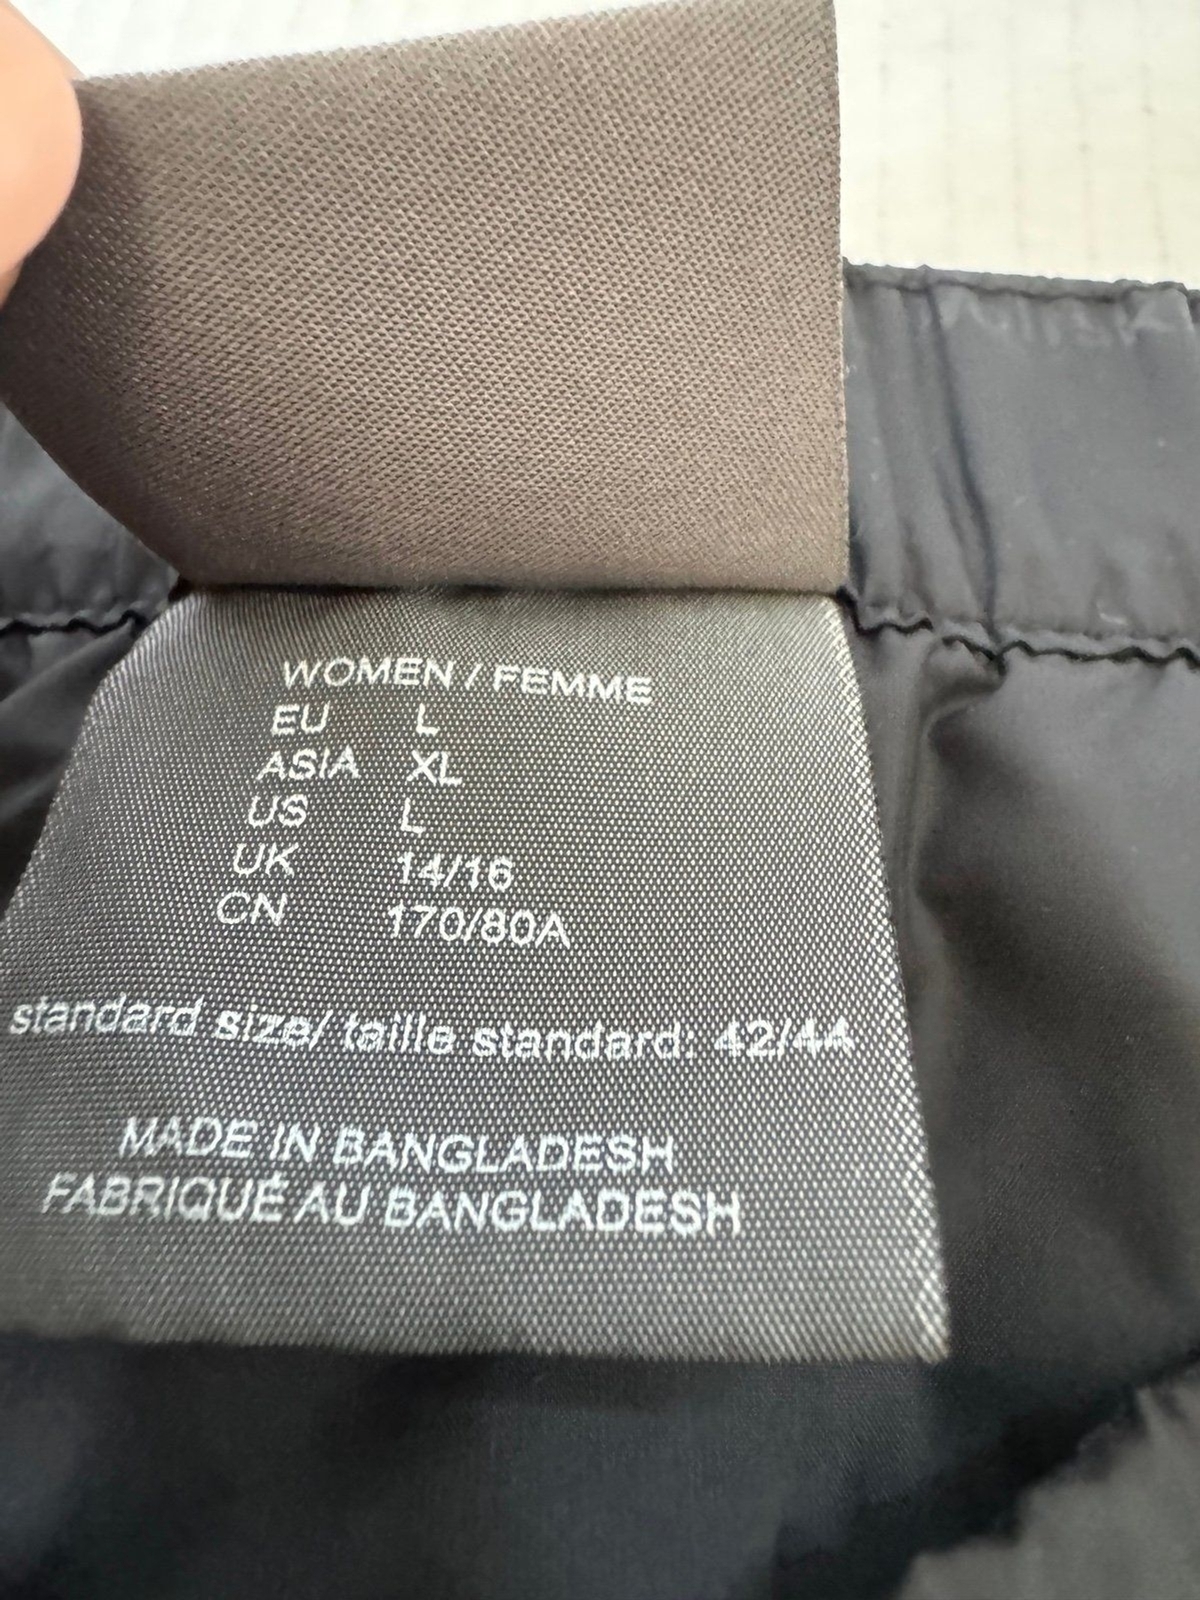 WOMEN / FEMME
EU L
ASIA XL
US L
UK 14/16
CN 170/80A
standard size/ taille standard: 42/44
MADE IN BANGLADESH
FABRIQUÉ AU BANGLADESH